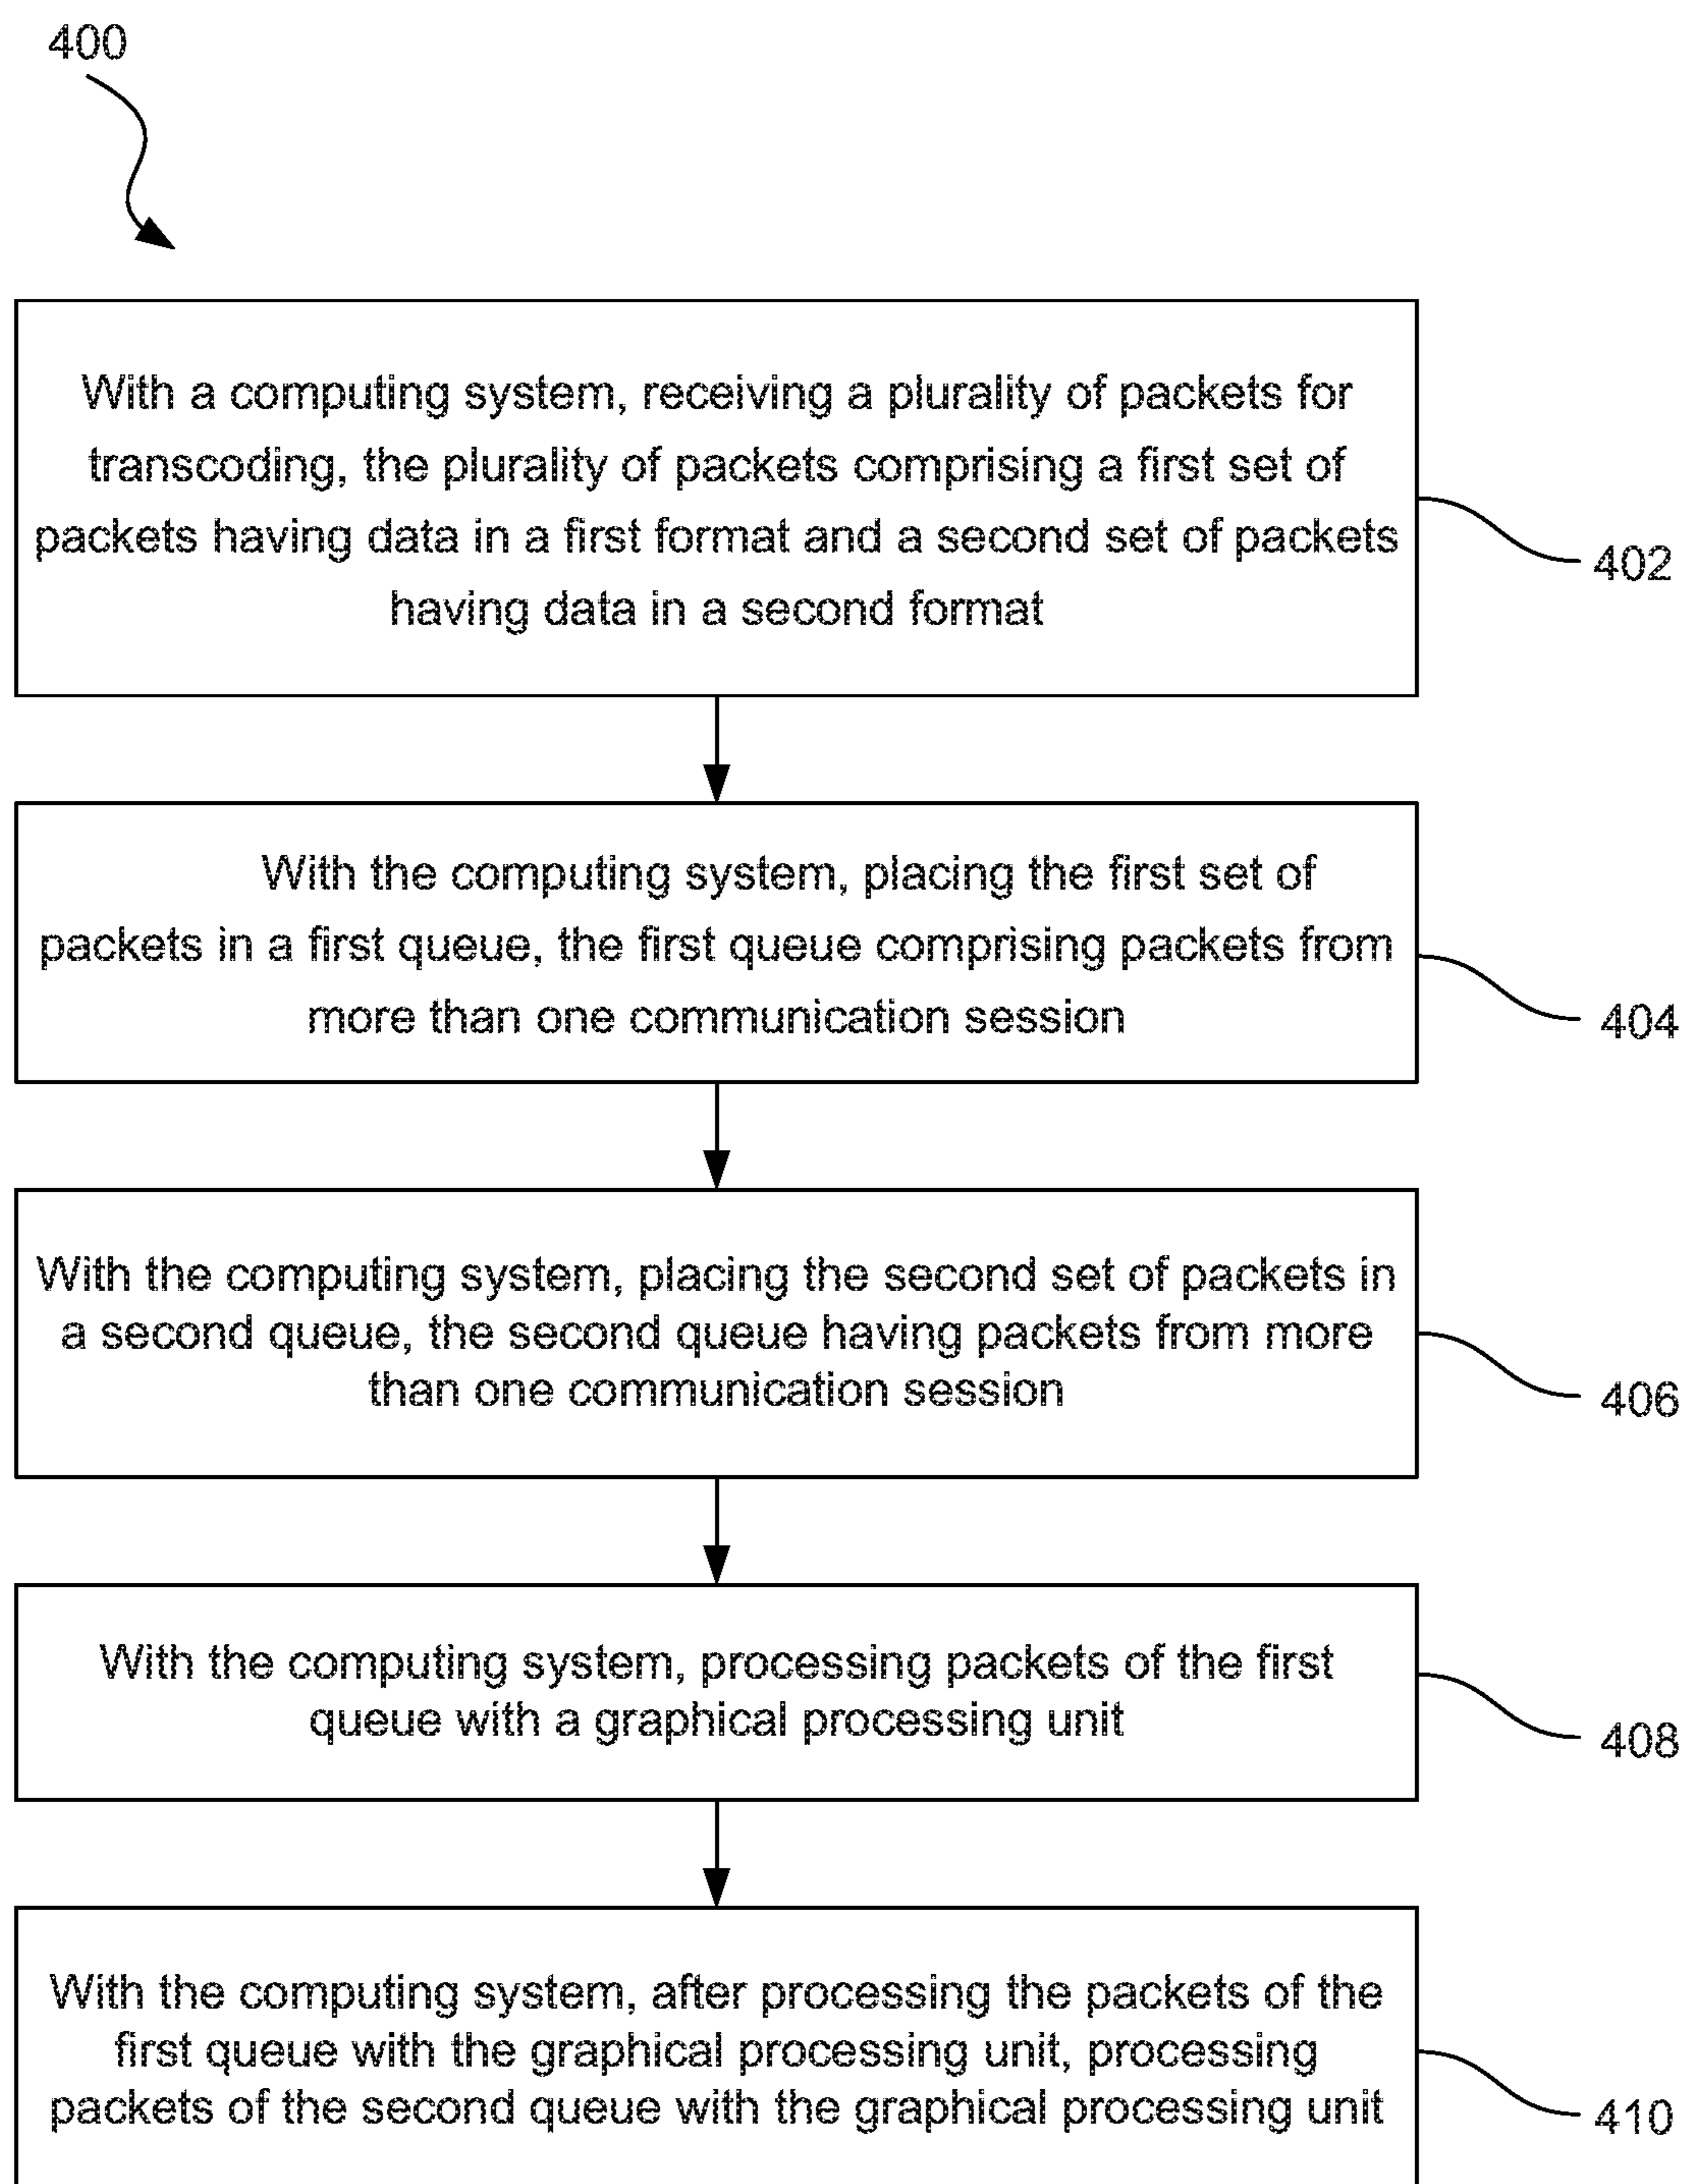 400
With a computing system, receiving a plurality of packets for
transcoding, the plurality of packets comprising a first set of
packets having data in a first format and a second set of packets
having data in a second format
402
With the computing system, placing the first set of
packets in a first queue, the first queue comprising packets from
more than one communication session
404
With the computing system, placing the second set of packets in
a second queue, the second queue having packets from more
than one communication session
406
With the computing system, processing packets of the first
queue with a graphical processing unit
408
With the computing system, after processing the packets of the
first queue with the graphical processing unit, processing
packets of the second queue with the graphical processing unit
410